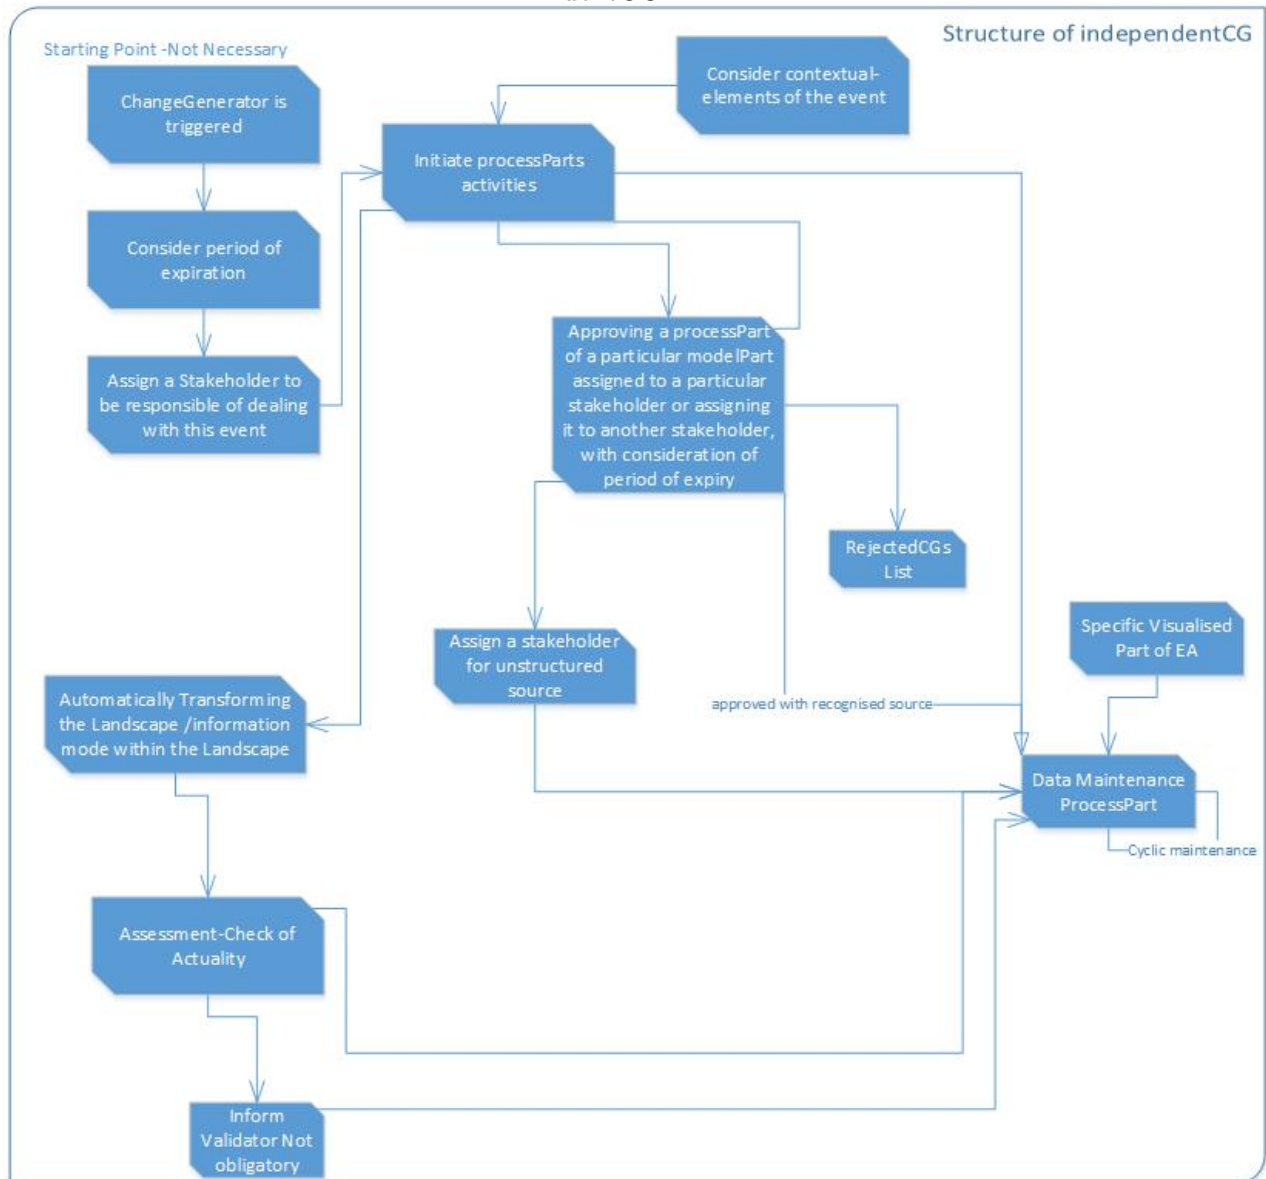 Structure of independentCG
Starting Point -Not Necessary
ChangeGenerator is
triggered
Consider contextual-
elements of the event
Initiate processParts
activities
Consider period of
expiration
Assign a Stakeholder to
be responsible of dealing
with this event
Approving a processPart
of a particular modelPart
assigned to a particular
stakeholder or assigning
it to another stakeholder,
with consideration of
period of expiry
RejectedCGs
List
Assign a stakeholder
for unstructured
source
Specific Visualised
Part of EA
Automatically Transforming
the Landscape /information
mode within the Landscape
approved with recognised source
Data Maintenance
ProcessPart
Cyclic maintenance
Assessment-Check of
Actuality
Inform
Validator Not
obligatory